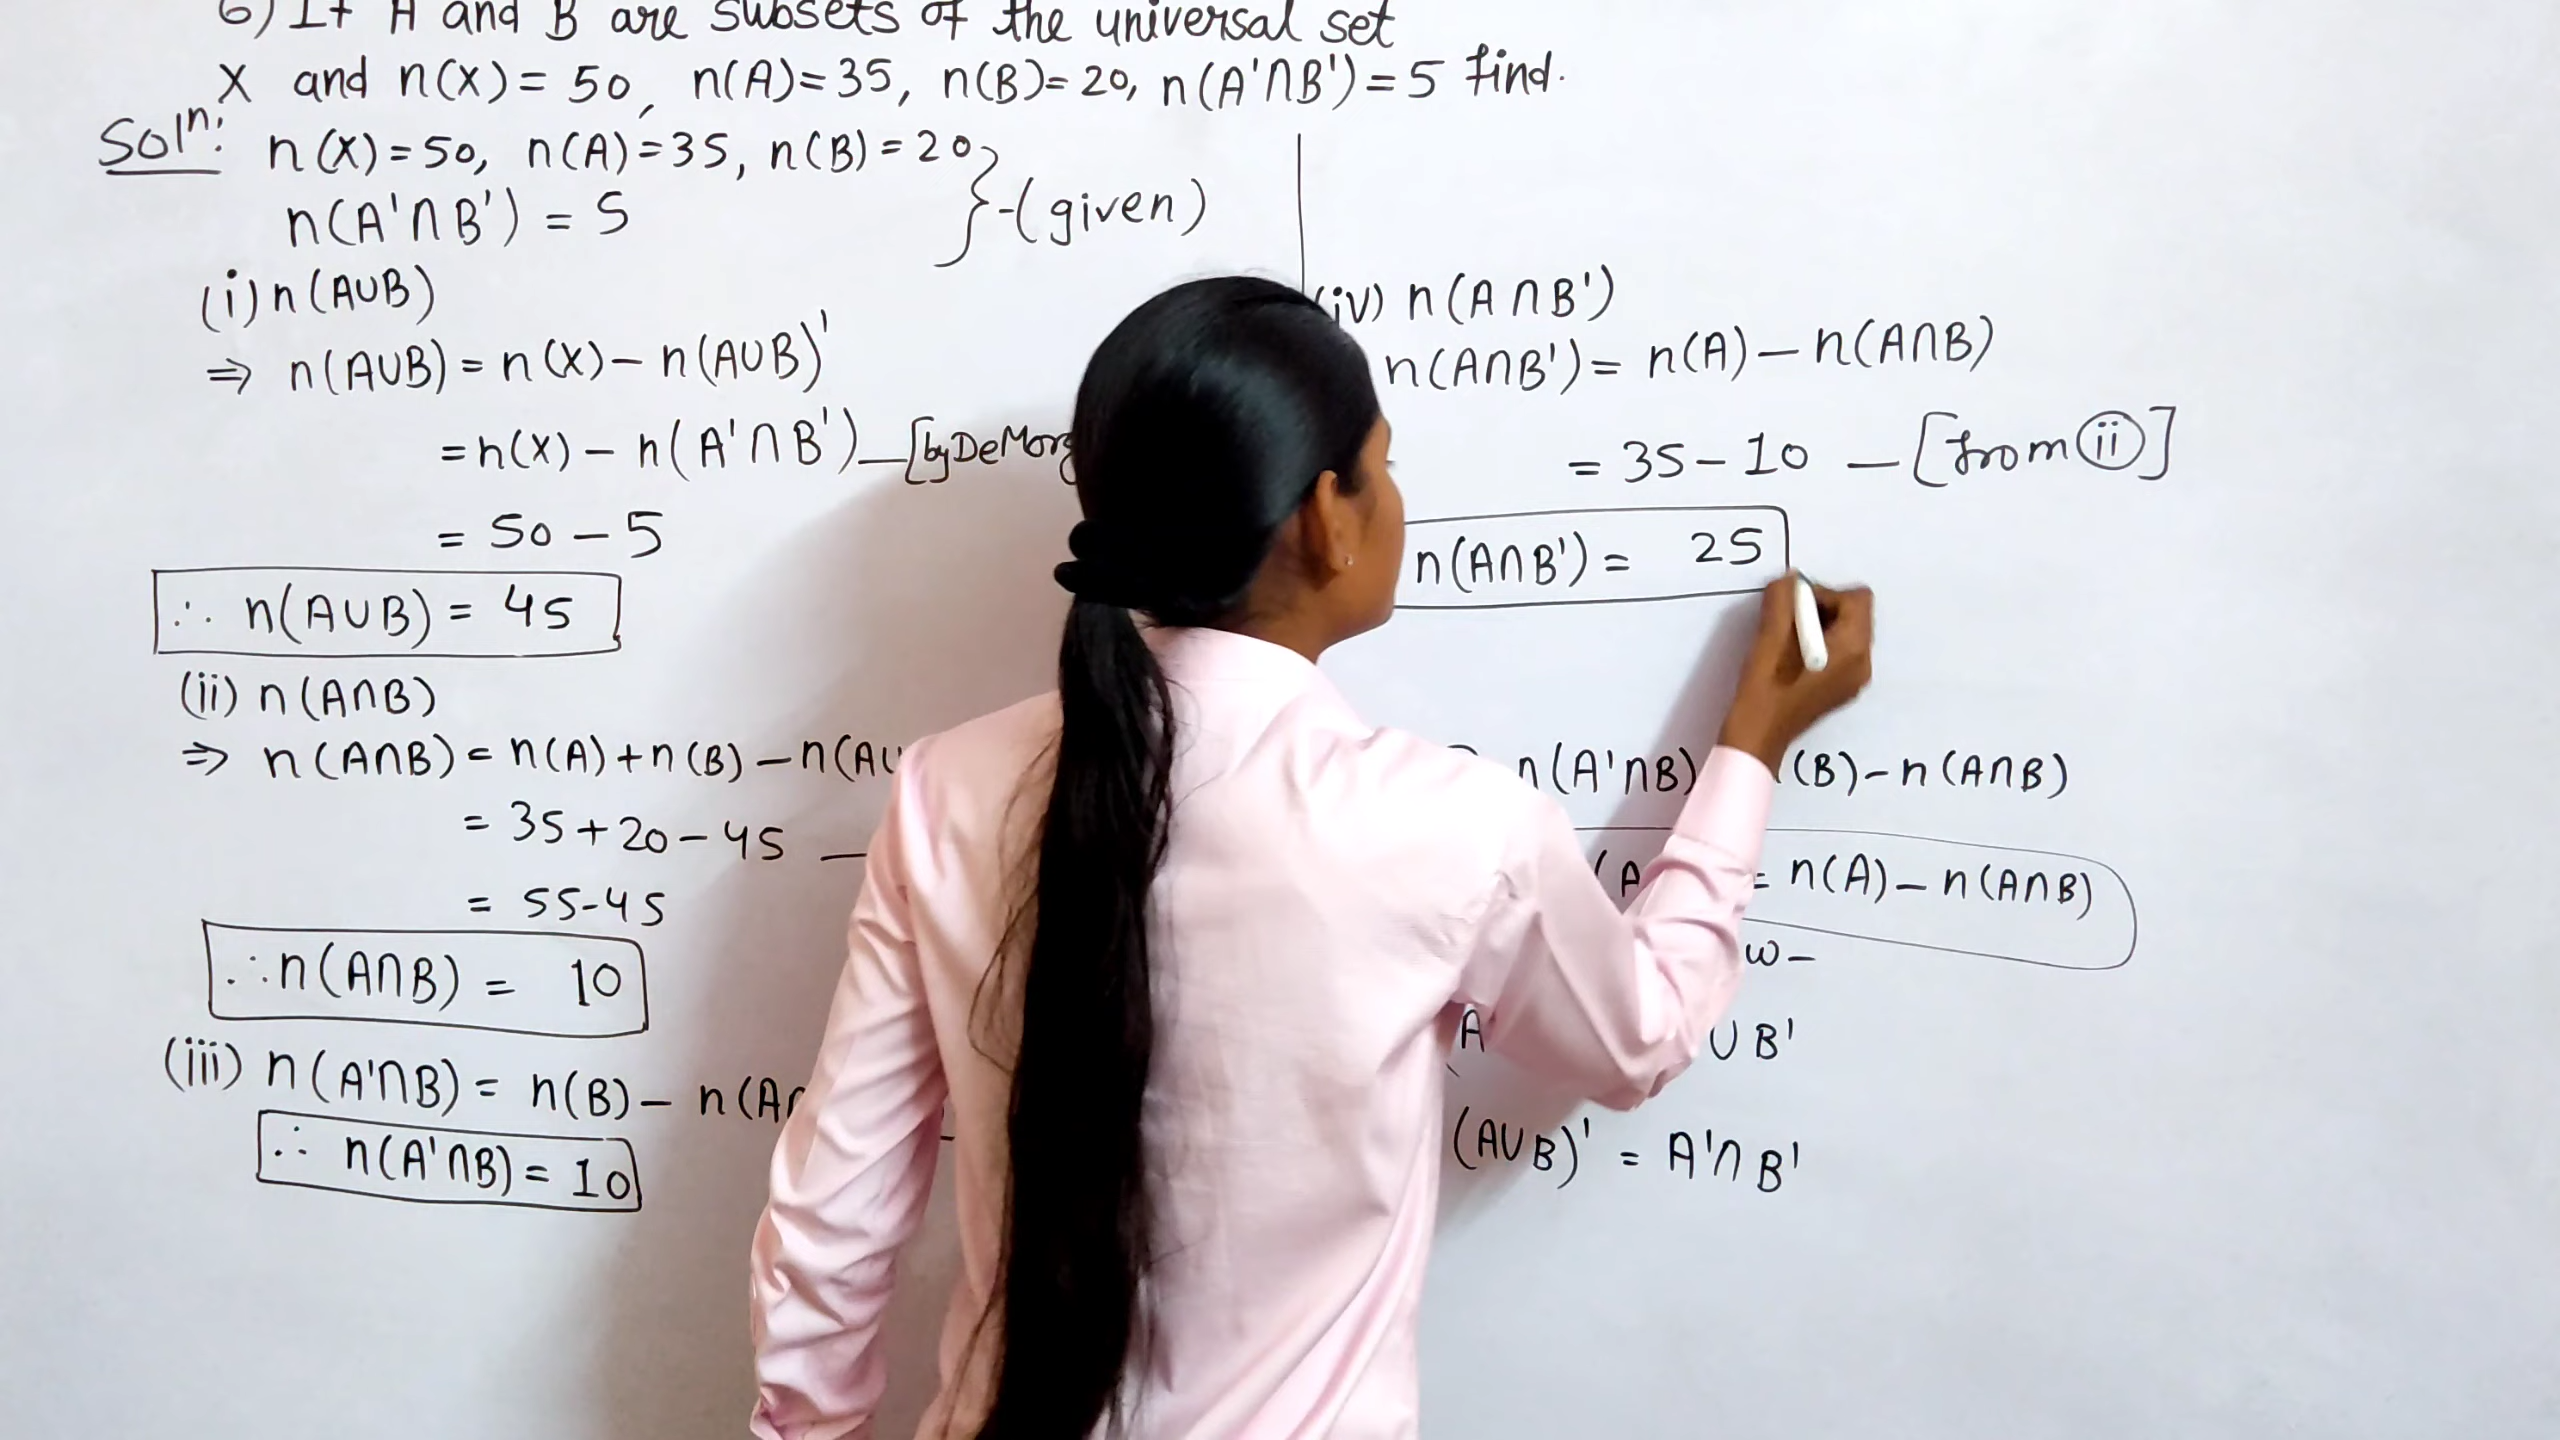 6) If A and B are subsets of the universal set
X and n(X) = 50, n(A)=35, n(B)=20, n(A'∩B')=5 find.
Solⁿ: n(X)=50, n(A)=35, n(B)=20
n(A'∩B') = 5
}-(given)
(i) n(A∪B)
⇒ n(A∪B) = n(X) – n(A∪B)'
= n(X) – n(A'∩B') —[by
= 50 – 5
∴ n(A∪B) = 45
(ii) n(A∩B)
⇒ n(A∩B) = n(A)+n(B) – n(A∪
= 35+20–45 —
= 55-45
∴ n(A∩B) = 10
(iii) n(A'∩B) = n(B) – n(A∩
∴ n(A'∩B) = 10
(iv) n(A∩B')
n(A∩B') = n(A) – n(A∩B)
= 35–10 — [from (ii)]
n(A∩B') = 25
n(A'∩B) (B)–n(A∩B)
(A = n(A) – n(A∩B)
A ∪B'
(A∪B)' = A'∩B'